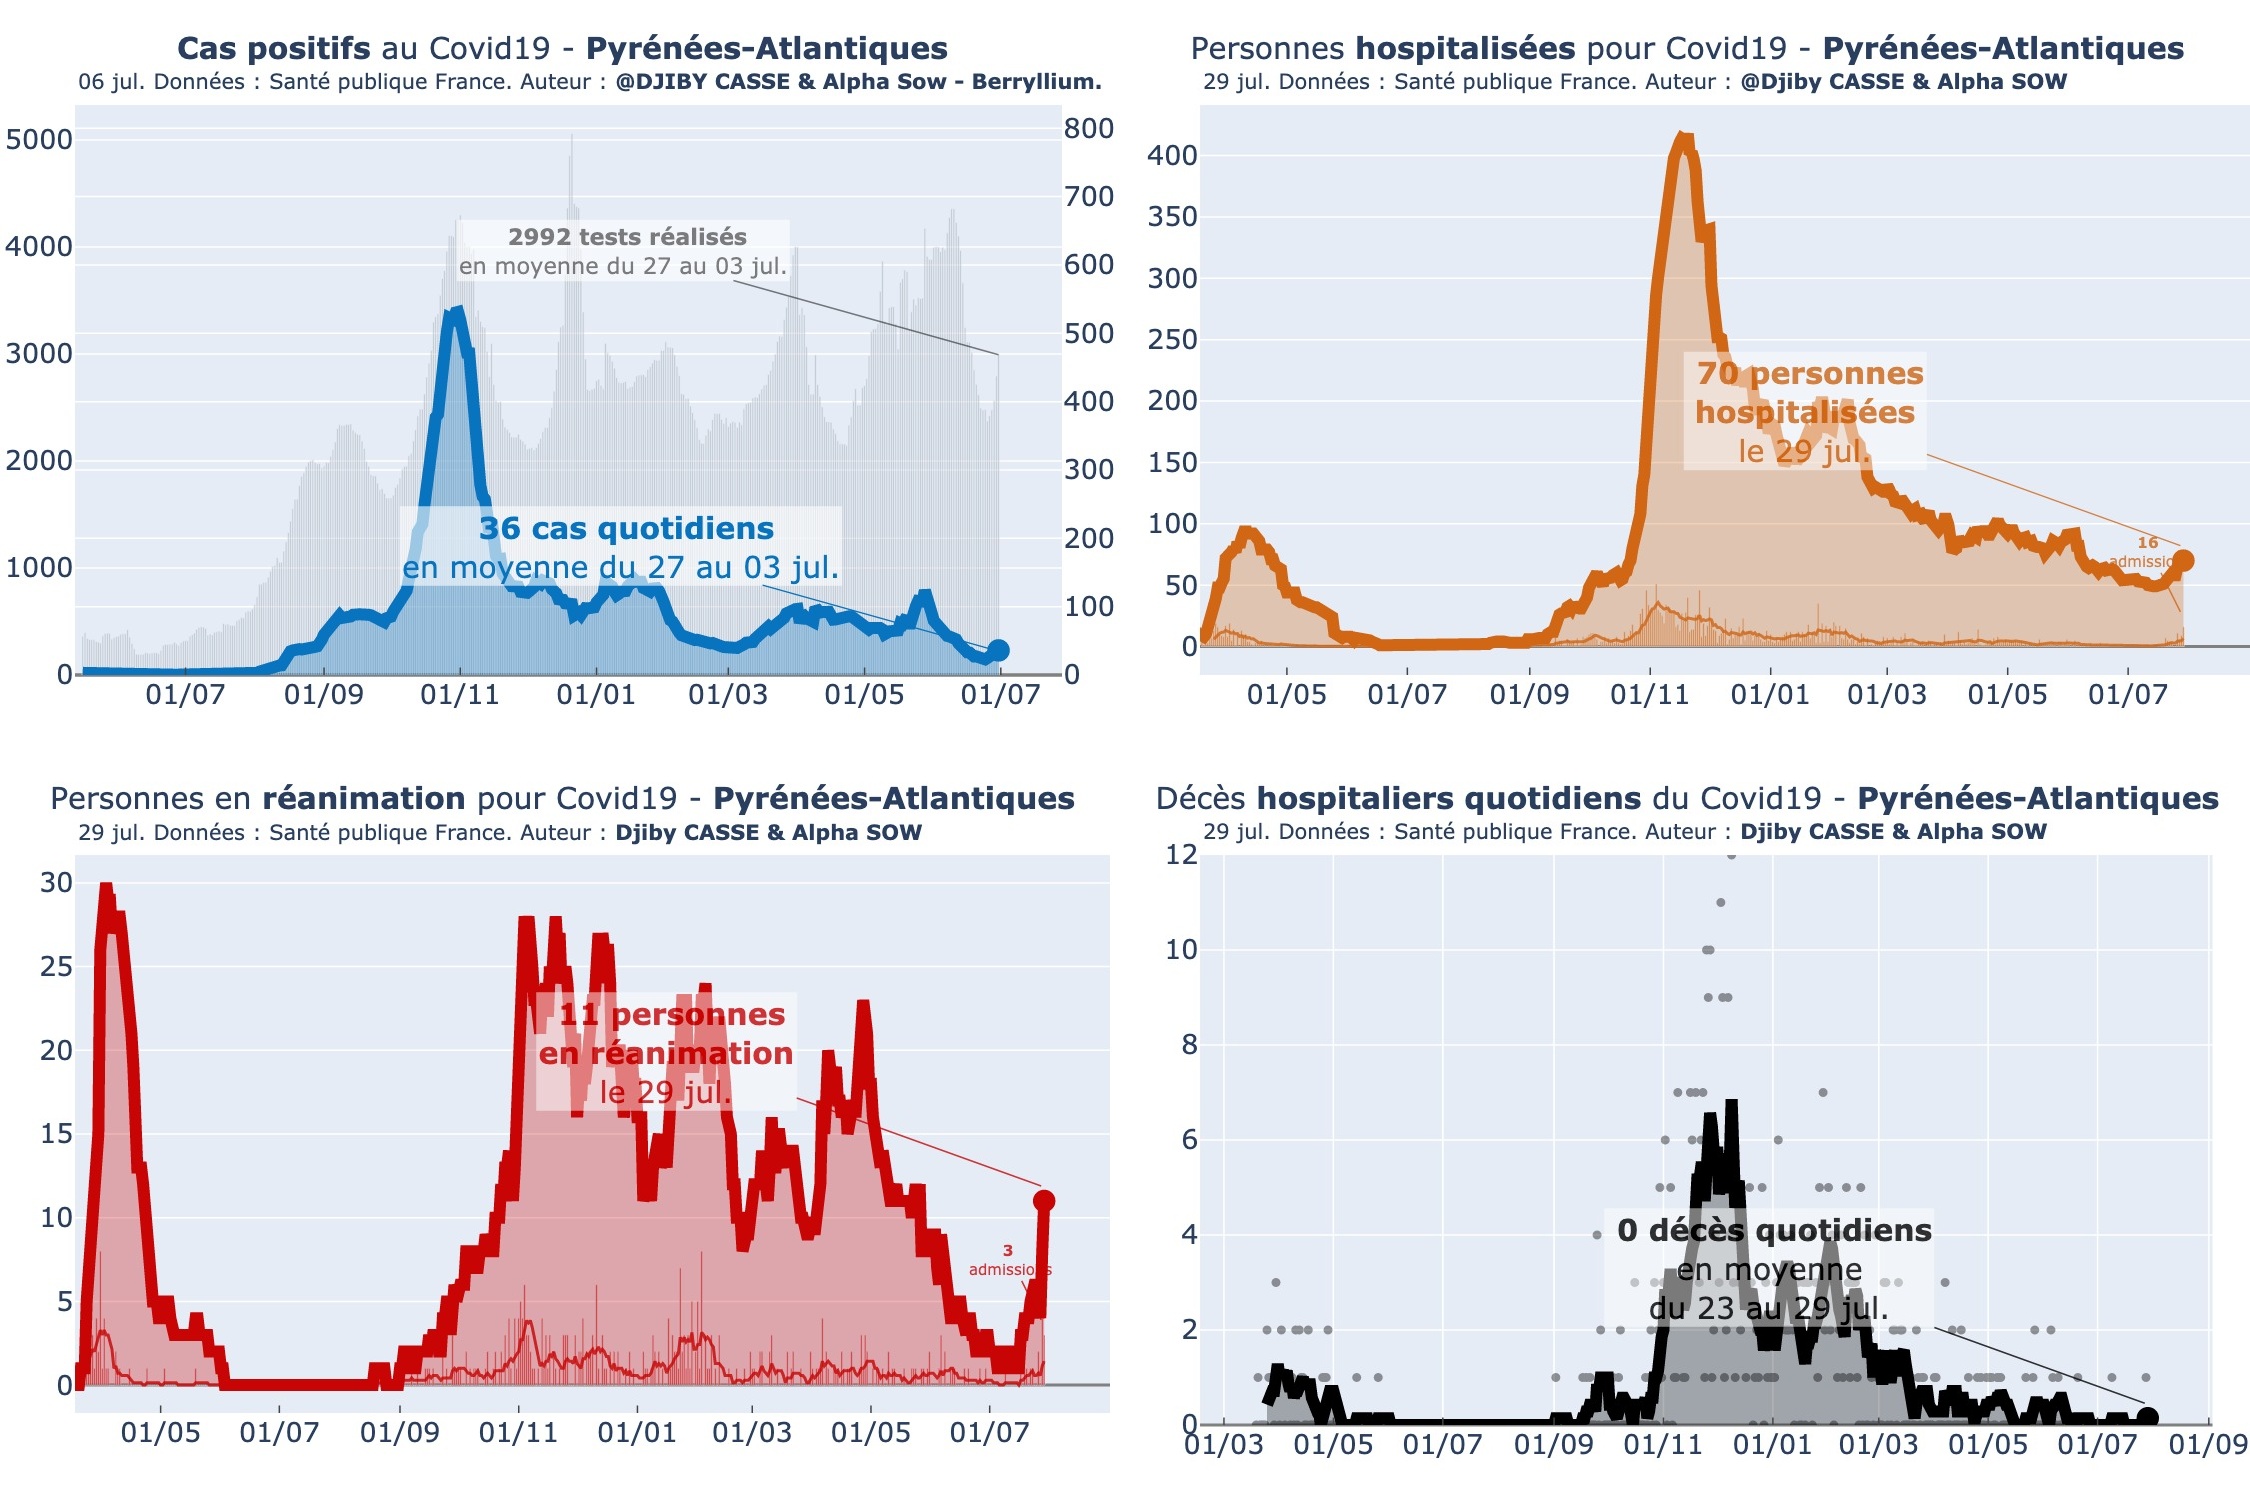 Cas positifs au Covid19 - Pyrénées-Atlantiques
06 jul. Données : Santé publique France. Auteur : @DJIBY CASSE & Alpha Sow - Berryllium.
5000
4000
3000
2000
1000
0
800
700
600
500
400
300
200
100
0
2992 tests réalisés
en moyenne du 27 au 03 jul.
36 cas quotidiens
en moyenne du 27 au 03 jul.
01/07 01/09 01/11 01/01 01/03 01/05 01/07
Personnes hospitalisées pour Covid19 - Pyrénées-Atlantiques
29 jul. Données : Santé publique France. Auteur : @Djiby CASSE & Alpha SOW
400
350
300
250
200
150
100
50
0
70 personnes
hospitalisées
le 29 jul.
16
admissio
01/05 01/07 01/09 01/11 01/01 01/03 01/05 01/07
Personnes en réanimation pour Covid19 - Pyrénées-Atlantiques
29 jul. Données : Santé publique France. Auteur : Djiby CASSE & Alpha SOW
30
25
20
15
10
5
0
11 personnes
en réanimation
le 29 jul.
3
admissions
01/05 01/07 01/09 01/11 01/01 01/03 01/05 01/07
Décès hospitaliers quotidiens du Covid19 - Pyrénées-Atlantiques
29 jul. Données : Santé publique France. Auteur : Djiby CASSE & Alpha SOW
12
10
8
6
4
2
0
0 décès quotidiens
en moyenne
du 23 au 29 jul.
01/03 01/05 01/07 01/09 01/11 01/01 01/03 01/05 01/07 01/09